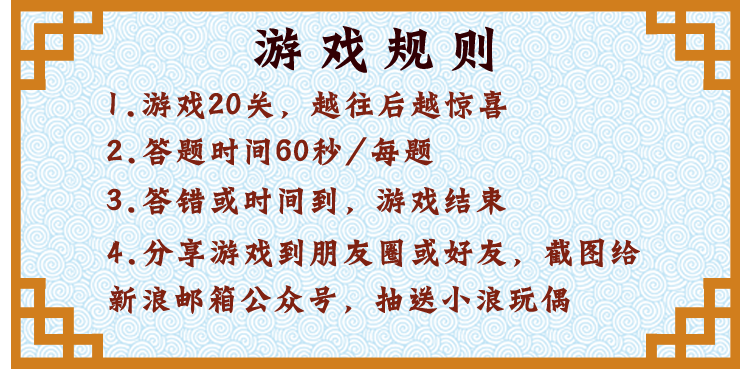 游戏规则
1.游戏20关，越往后越惊喜
2.答题时间60秒/每题
3.答错或时间到，游戏结束
4.分享游戏到朋友圈或好友，截图给
新浪邮箱公众号，抽送小浪玩偶